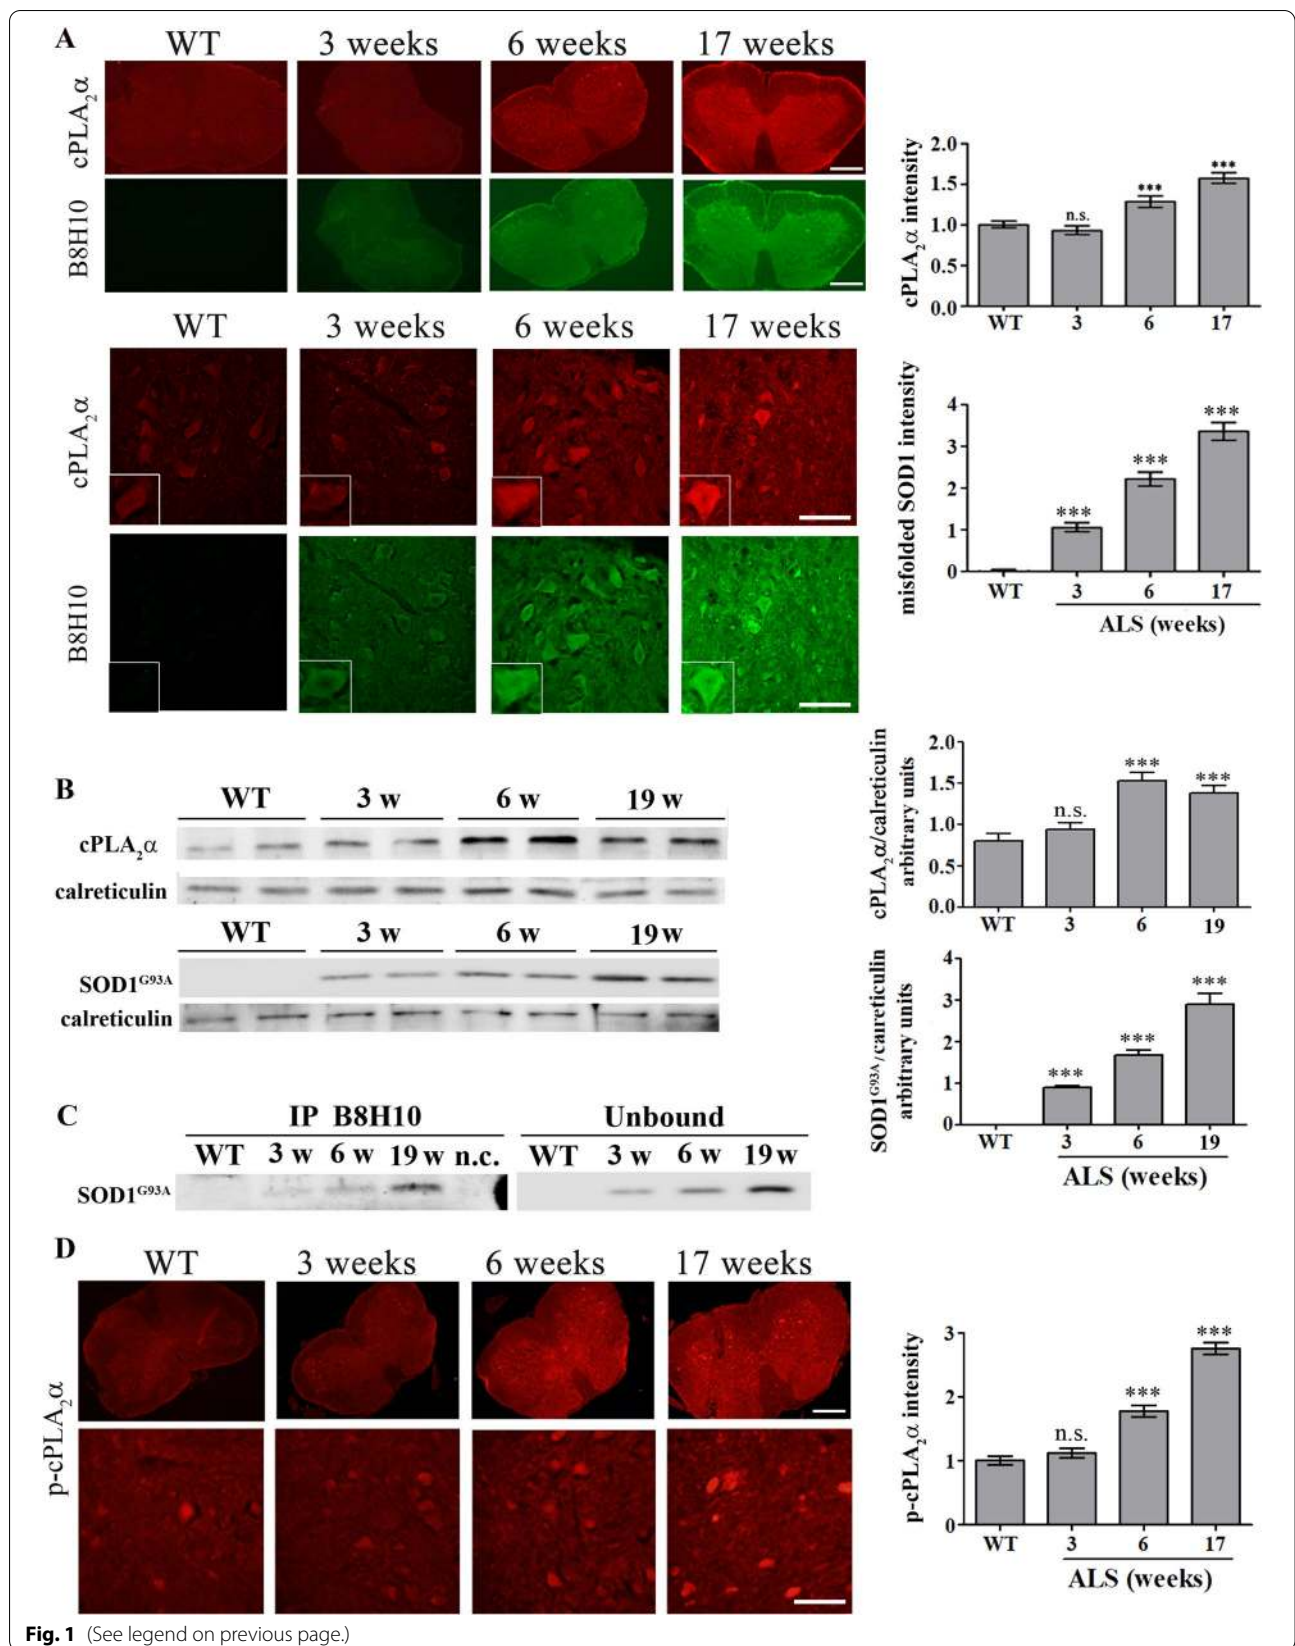 A
WT 3 weeks 6 weeks 17 weeks
cPLA₂α
B8H10
WT 3 weeks 6 weeks 17 weeks
cPLA₂α
B8H10
cPLA₂α intensity
2.0
1.5
1.0
0.5
0.0
n.s. *** ***
WT 3 6 17
misfolded SOD1 intensity
4
3
2
1
0
*** *** ***
WT 3 6 17
ALS (weeks)
B
WT 3 w 6 w 19 w
cPLA₂α
calreticulin
WT 3 w 6 w 19 w
SOD1ᴳ⁹³ᴬ
calreticulin
cPLA₂α/calreticulin
arbitrary units
2.0
1.5
1.0
0.5
0.0
n.s. *** ***
WT 3 6 19
SOD1ᴳ⁹³ᴬ/calreticulin
arbitrary units
4
3
2
1
0
*** *** ***
WT 3 6 19
ALS (weeks)
C
IP B8H10 Unbound
WT 3 w 6 w 19 w n.c. WT 3 w 6 w 19 w
SOD1ᴳ⁹³ᴬ
D
WT 3 weeks 6 weeks 17 weeks
p-cPLA₂α
p-cPLA₂α intensity
3
2
1
0
n.s. *** ***
WT 3 6 17
ALS (weeks)
Fig. 1 (See legend on previous page.)